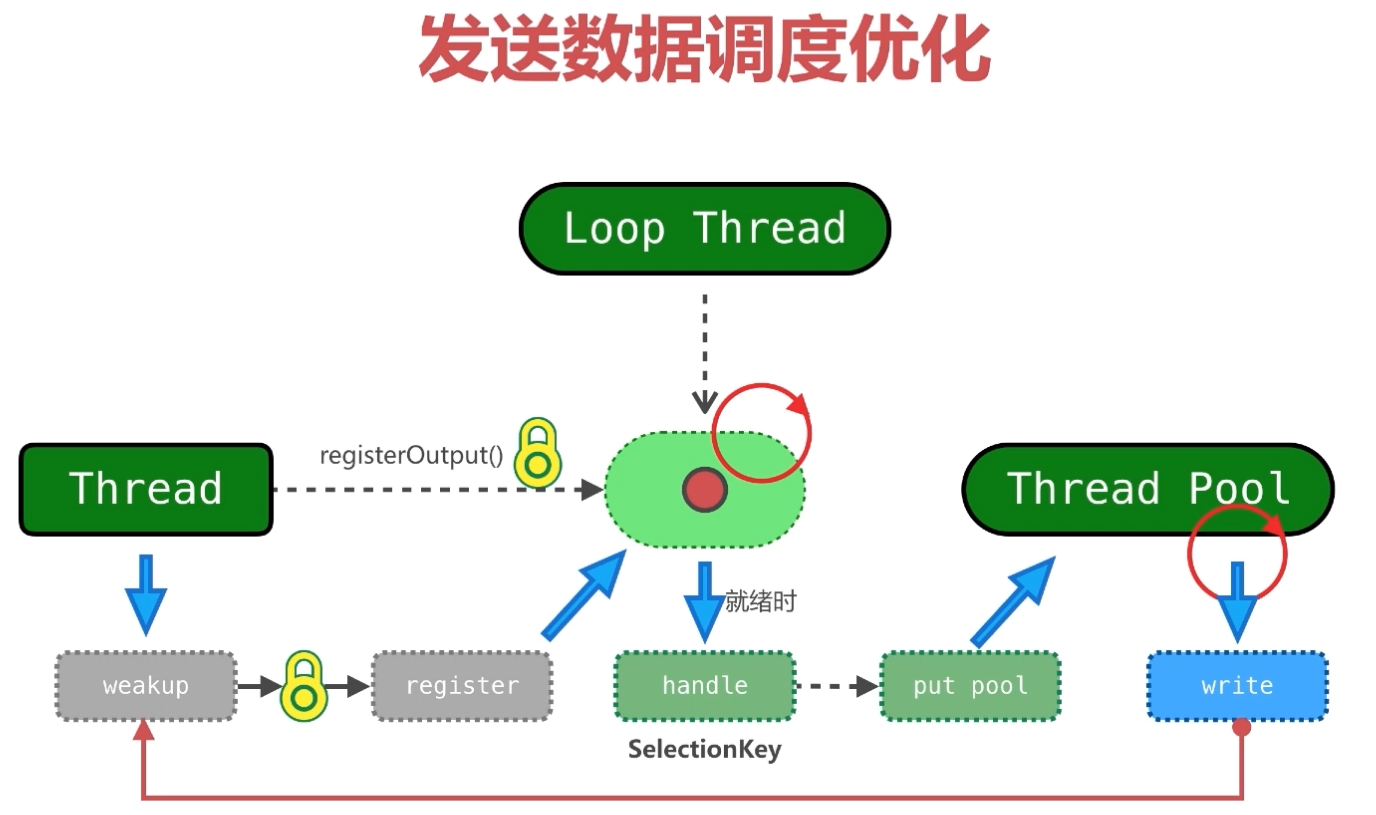 发送数据调度优化
Loop Thread
registerOutput()
Thread
Thread Pool
就绪时
weakup
register
handle
put pool
write
SelectionKey